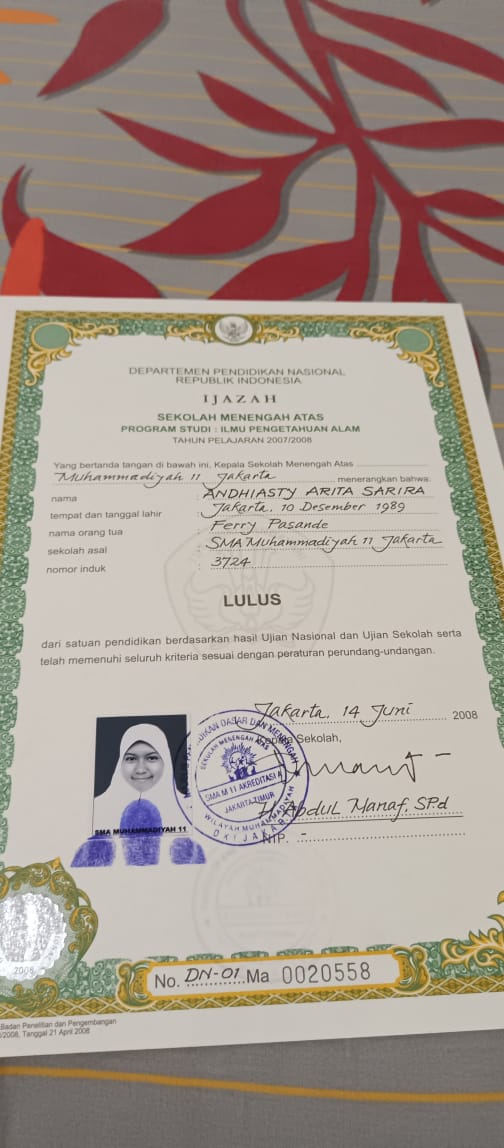 DEPARTEMEN PENDIDIKAN NASIONAL
REPUBLIK INDONESIA
IJAZAH
SEKOLAH MENENGAH ATAS
PROGRAM STUDI : ILMU PENGETAHUAN ALAM
TAHUN PELAJARAN 2007/2008
Yang bertanda tangan di bawah ini, Kepala Sekolah Menengah Atas
Muhammadiyah 11 Jakarta menerangkan bahwa:
nama : ANDHIASTY ARITA SARIRA
tempat dan tanggal lahir : Jakarta, 10 Desember 1989
nama orang tua : Ferry Pasande
sekolah asal : SMA Muhammadiyah 11 Jakarta
nomor induk : 3724
LULUS
dari satuan pendidikan berdasarkan hasil Ujian Nasional dan Ujian Sekolah serta
telah memenuhi seluruh kriteria sesuai dengan peraturan perundang-undangan.
Jakarta, 14 Juni 2008
Kepala Sekolah,
DIKAN DASAR DAN MENENGAH
SEKOLAH MENENGAH ATAS
SMA M 11 AKREDITASI A
JAKARTA-TIMUR
WILAYAH MUHAMMADIYAH
DKI JAKARTA
H. Abdul Manaf, SPd
NIP. -
SMA MUHAMMADIYAH 11
2008
No. DN-01 Ma 0020558
Badan Penelitian dan Pengembangan
/2008, Tanggal 21 April 2008